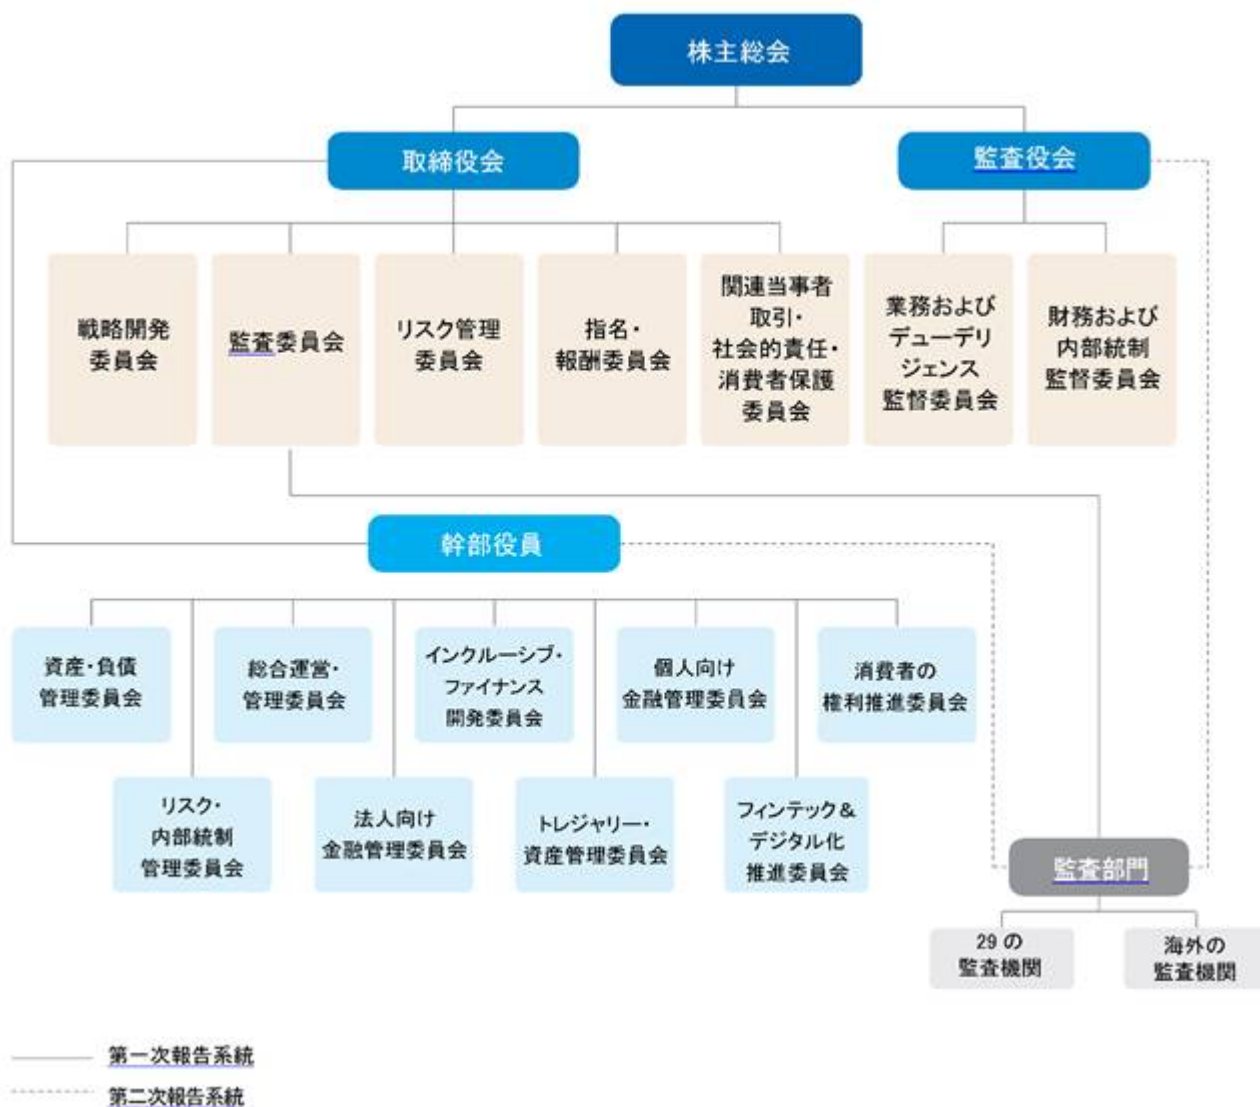 株主総会
取締役会
監査役会
戦略開発
委員会
監査委員会
リスク管理
委員会
指名・
報酬委員会
関連当事者
取引・
社会的責任・
消費者保護
委員会
業務および
デューデリ
ジェンス
監督委員会
財務および
内部統制
監督委員会
幹部役員
資産・負債
管理委員会
総合運営・
管理委員会
インクルーシブ・
ファイナンス
開発委員会
個人向け
金融管理委員会
消費者の
権利推進委員会
リスク・
内部統制
管理委員会
法人向け
金融管理委員会
トレジャリー・
資産管理委員会
フィンテック＆
デジタル化
推進委員会
監査部門
29 の
監査機関
海外の
監査機関
第一次報告系統
第二次報告系統